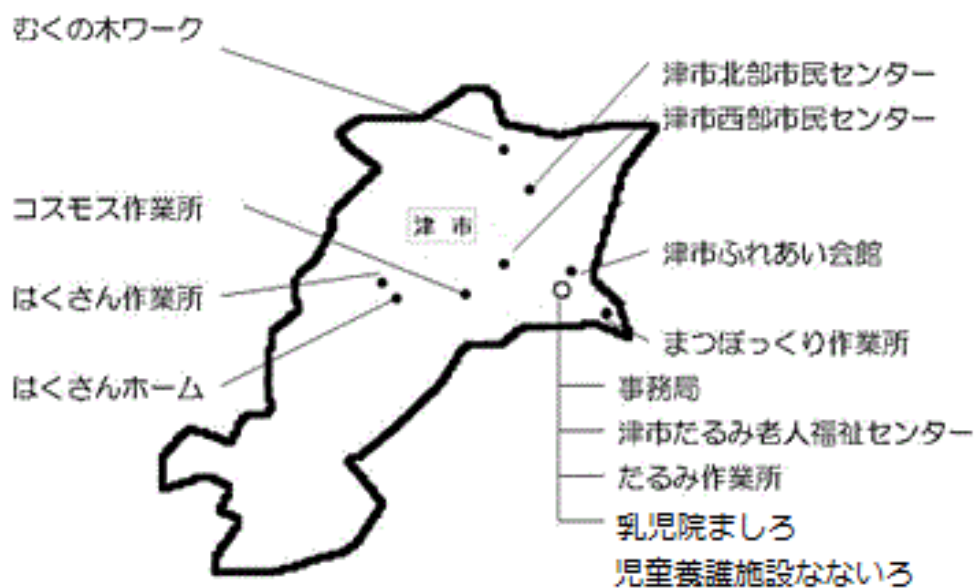 むくの木ワーク
津市北部市民センター
津市西部市民センター
コスモス作業所
津市
津市ふれあい会館
はくさん作業所
まつぼっくり作業所
はくさんホーム
事務局
津市たるみ老人福祉センター
たるみ作業所
乳児院ましろ
児童養護施設なないろ